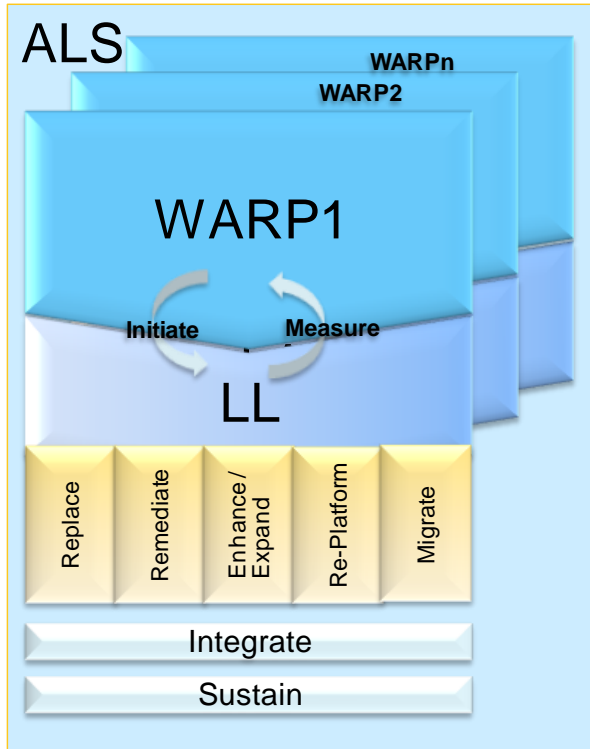 ALS
WARPn
WARP2
WARP1
Initiate
Measure
LL
Replace
Remediate
Enhance /
Expand
Re-Platform
Migrate
Integrate
Sustain